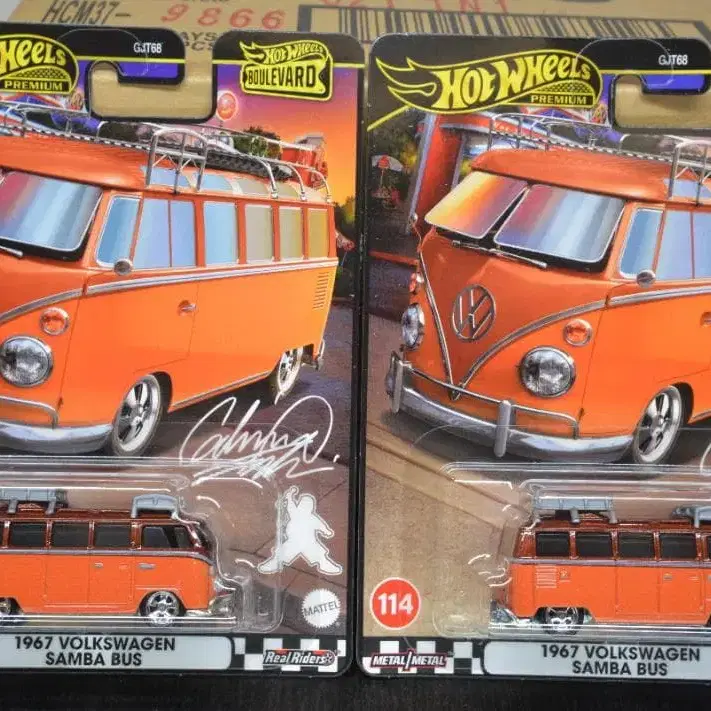 HCM37-
9866
HOT WHEELS
PREMIUM
GJT68
HOT WHEELS
BOULEVARD
MATTEL
1967 VOLKSWAGEN
SAMBA BUS
Real Riders
HOT WHEELS
PREMIUM
GJT68
114
METAL/METAL
1967 VOLKSWAGEN
SAMBA BUS